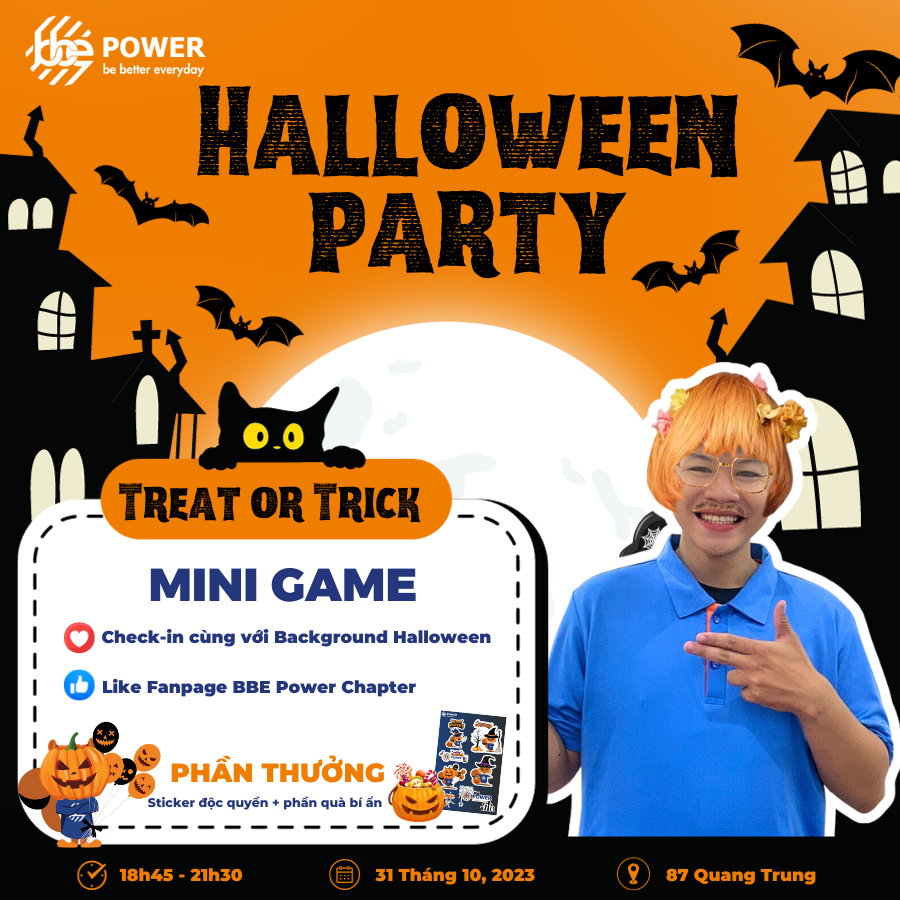 bbe POWER
be better everyday
HALLOWEEN
PARTY
TREAT OR TRICK
MINI GAME
Check-in cùng với Background Halloween
Like Fanpage BBE Power Chapter
PHẦN THƯỞNG
Sticker độc quyền + phần quà bí ẩn
18h45 - 21h30
31 Tháng 10, 2023
87 Quang Trung